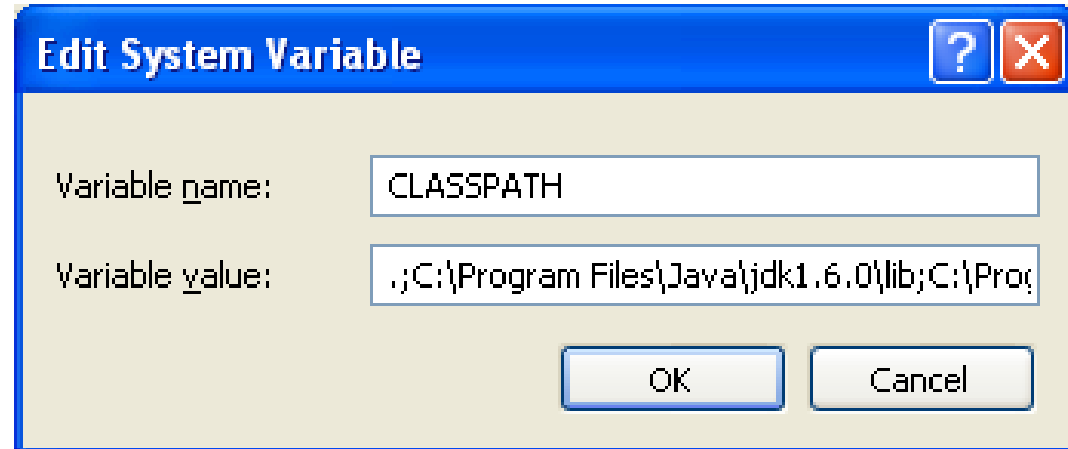 Edit System Variable
Variable name: CLASSPATH
Variable value: .;C:\Program Files\Java\jdk1.6.0\lib;C:\Prog
OK Cancel